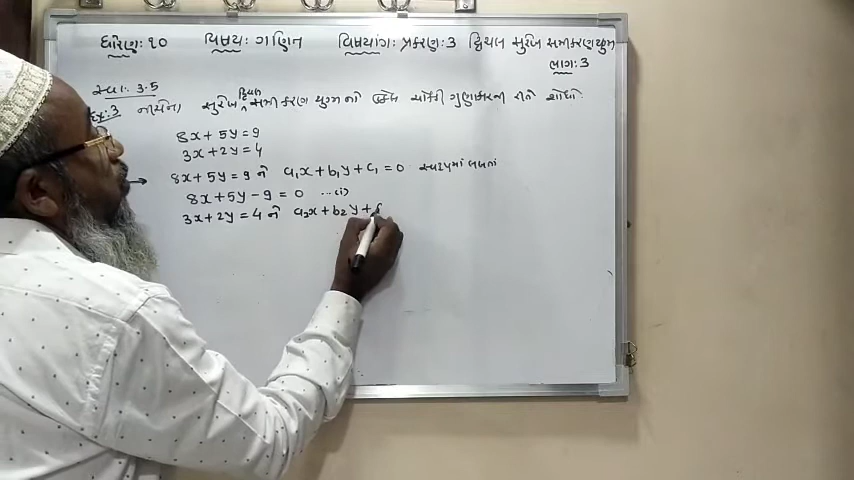 ધોરણ: ૧૦ વિષય: ગણિત વિષયાંગ: પ્રકરણ: 3 દ્વિચલ સુરેખ સમીકરણયુગ્મ
ભાગ: 3
સ્વા. 3.5
Ex: 3 નીચેના સુરેખ દ્વિચલ સમીકરણ યુગ્મનો ઉકેલ ચોકડી ગુણાકારની રીતે શોધો:
8x + 5y = 9
3x + 2y = 4
→ 8x + 5y = 9 ને a₁x + b₁y + c₁ = 0 સ્વરૂપમાં લખતાં
8x + 5y - 9 = 0 ...(i)
3x + 2y = 4 ને a₂x + b₂y +